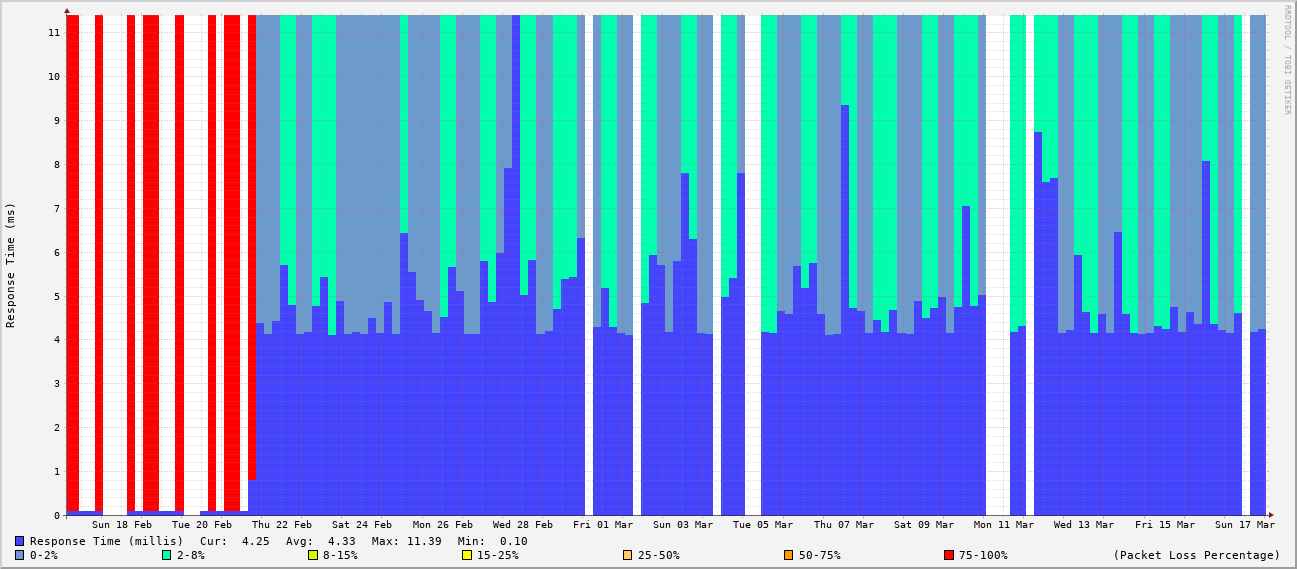 RRDTOOL / TOBI OETIKER
Response Time (ms)
11
10
9
8
7
6
5
4
3
2
1
0
Sun 18 Feb Tue 20 Feb Thu 22 Feb Sat 24 Feb Mon 26 Feb Wed 28 Feb Fri 01 Mar Sun 03 Mar Tue 05 Mar Thu 07 Mar Sat 09 Mar Mon 11 Mar Wed 13 Mar Fri 15 Mar Sun 17 Mar
Response Time (millis) Cur: 4.25 Avg: 4.33 Max: 11.39 Min: 0.10
0-2% 2-8% 8-15% 15-25% 25-50% 50-75% 75-100% (Packet Loss Percentage)